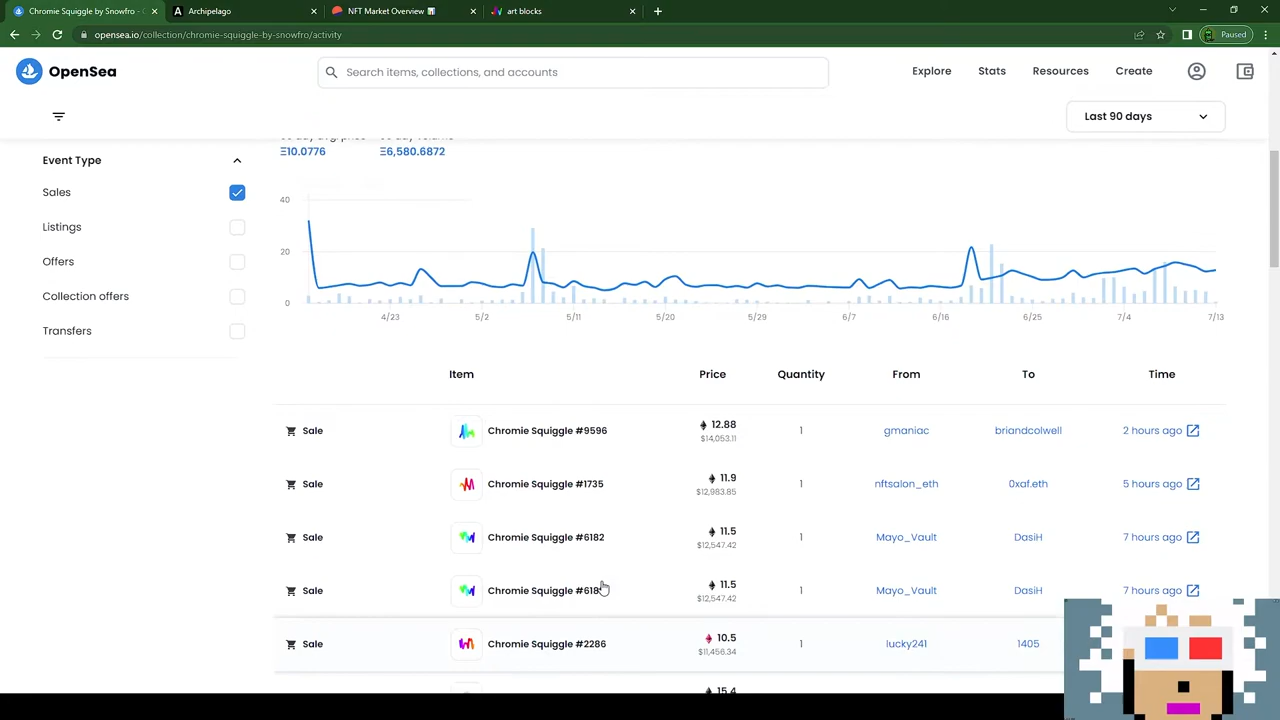 Chromie Squiggle by Snowfro - 
Archipelago
NFT Market Overview
art blocks
opensea.io/collection/chromie-squiggle-by-snowfro/activity
Paused
OpenSea
Search items, collections, and accounts
Explore
Stats
Resources
Create
Last 90 days
Ξ10.0776
Ξ6,580.6872
Event Type
Sales
Listings
Offers
Collection offers
Transfers
40
20
0
4/23 5/2 5/11 5/20 5/29 6/7 6/16 6/25 7/4 7/13
Item Price Quantity From To Time
Sale Chromie Squiggle #9596 12.88 1 gmaniac briandcolwell 2 hours ago
$14,053.11
Sale Chromie Squiggle #1735 11.9 1 nftsalon_eth 0xaf.eth 5 hours ago
$12,983.85
Sale Chromie Squiggle #6182 11.5 1 Mayo_Vault DasiH 7 hours ago
$12,547.42
Sale Chromie Squiggle 11.5 1 Mayo_Vault DasiH 7 hours ago
$12,547.42
Sale Chromie Squiggle #2286 10.5 1 lucky241 1405
$11,456.34
15.4